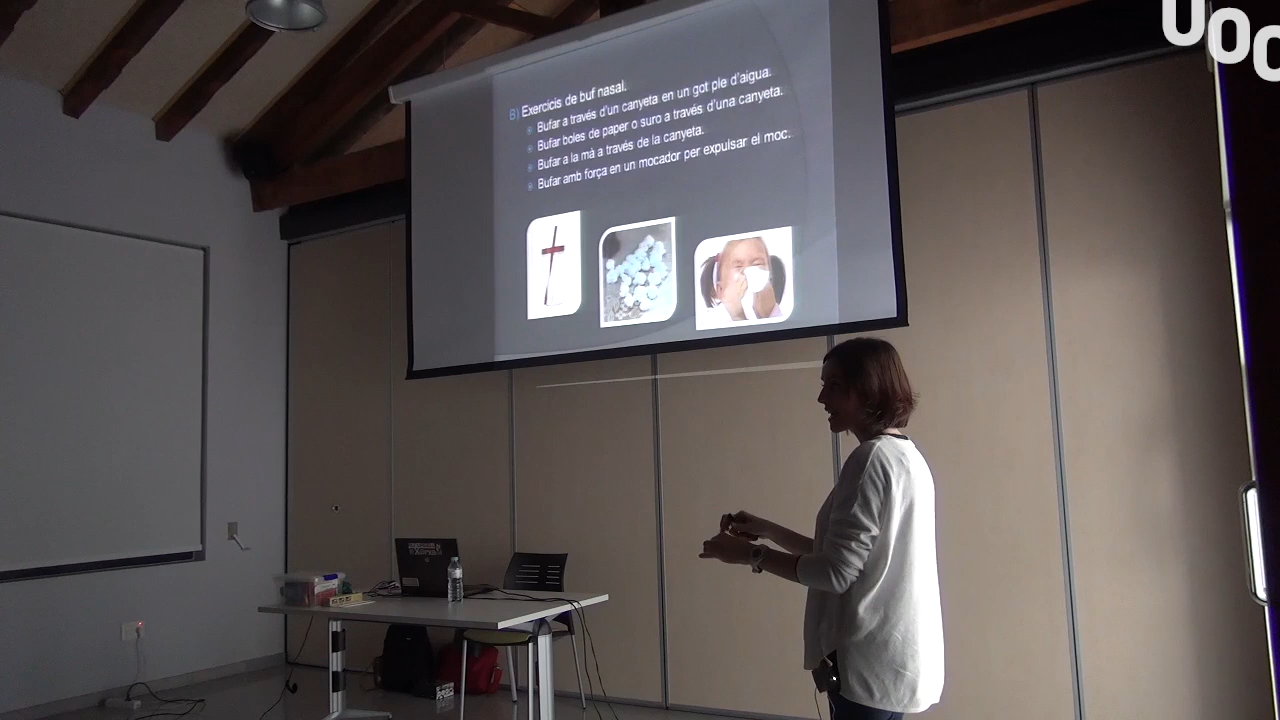 UOC
B) Exercicis de buf nasal.
Bufar a través d'un canyeta en un got ple d'aigua.
Bufar boles de paper o suro a través d'una canyeta.
Bufar a la mà a través de la canyeta.
Bufar amb força en un mocador per expulsar el moc.